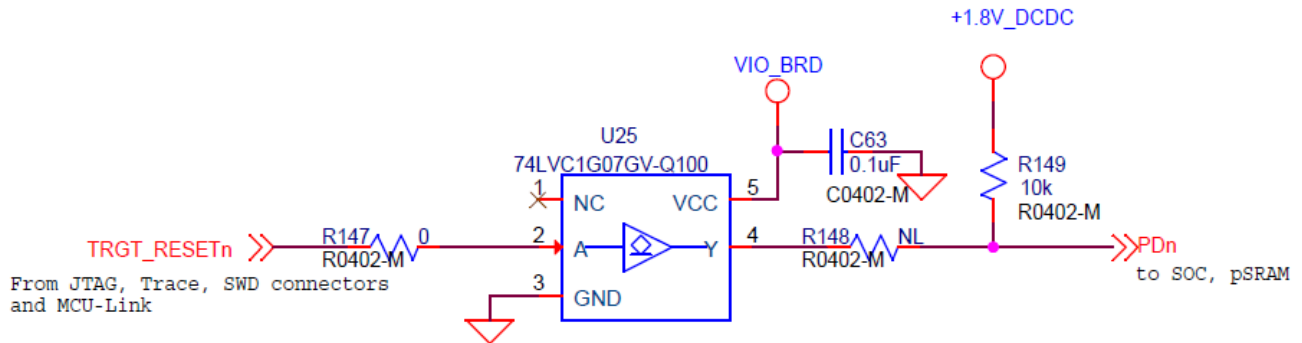 +1.8V_DCDC
VIO_BRD
U25
74LVC1G07GV-Q100
C63
0.1uF
C0402-M
R149
10k
R0402-M
1
NC
VCC
5
TRGT_RESETn
R147
0
R0402-M
2
A
Y
4
R148
NL
R0402-M
PDn
to SOC, pSRAM
From JTAG, Trace, SWD connectors
and MCU-Link
3
GND